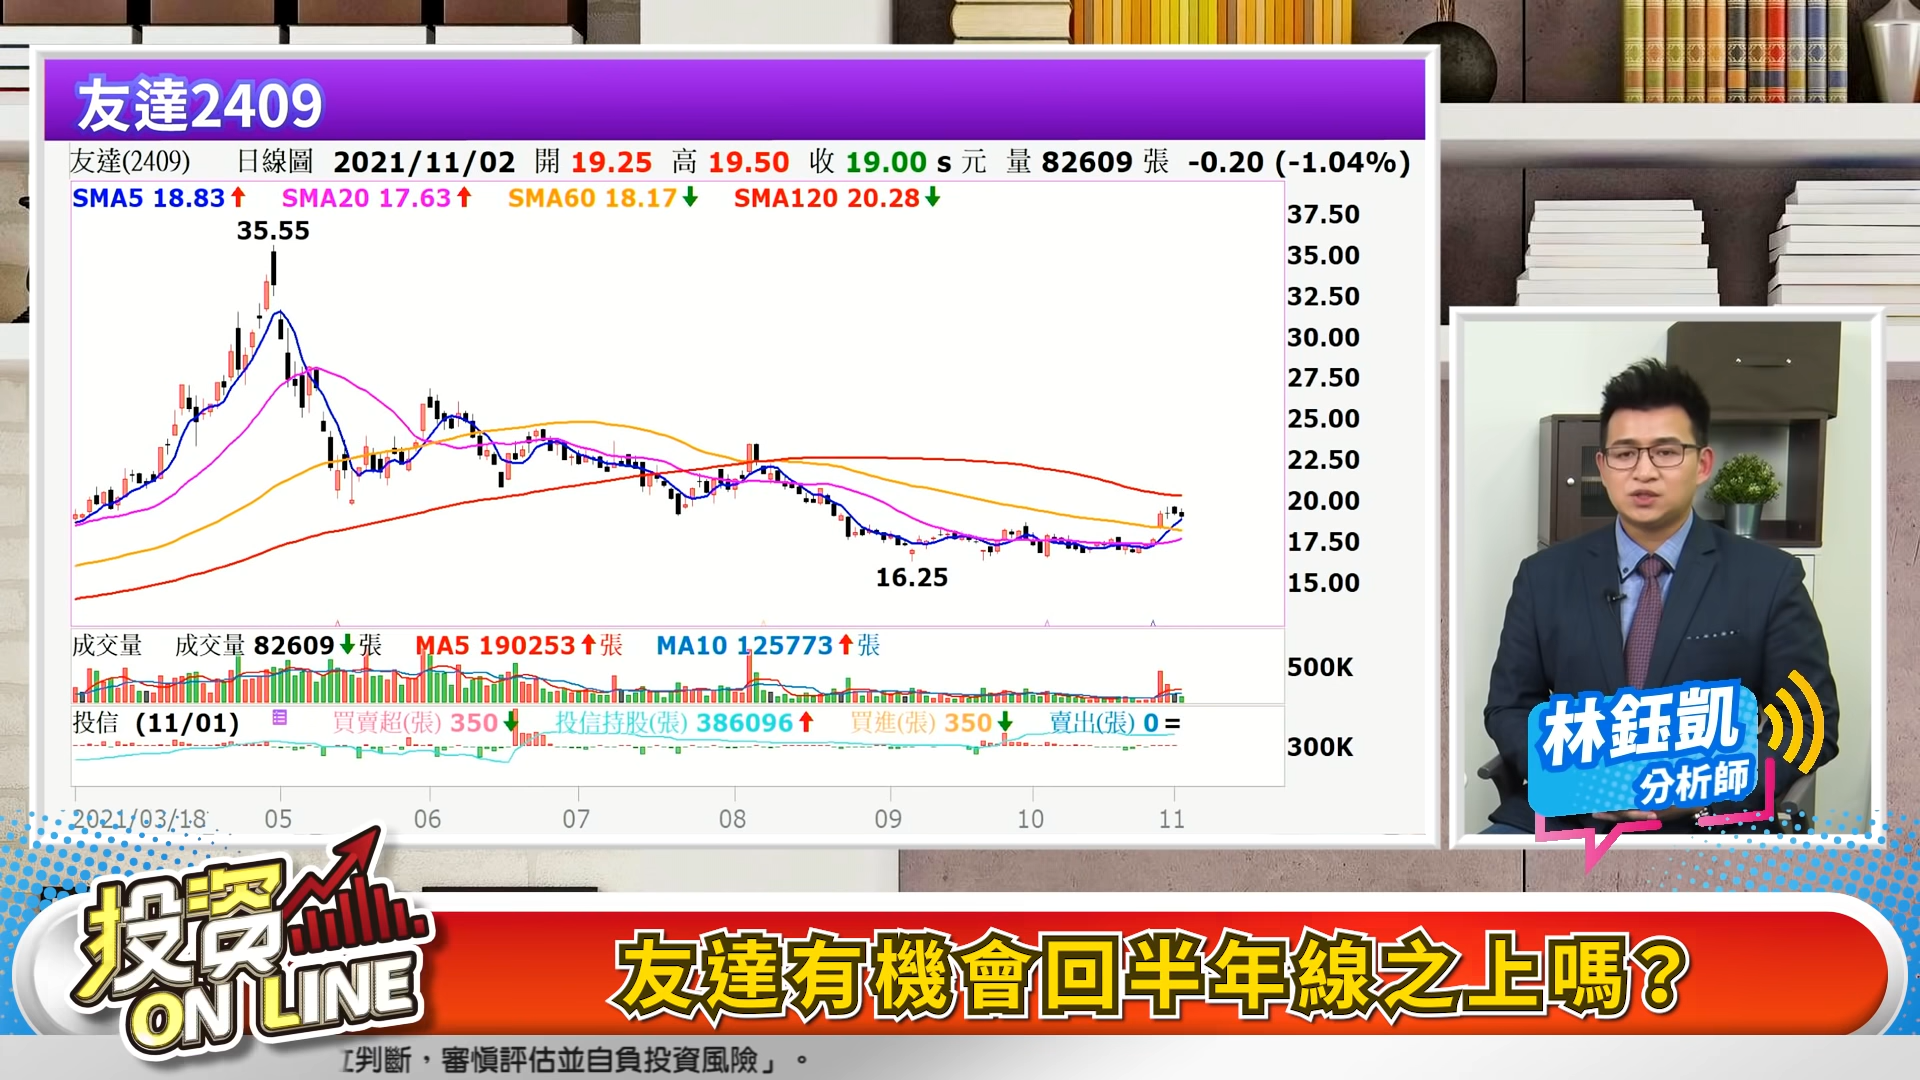 友達2409
友達(2409) 日線圖 2021/11/02 開 19.25 高 19.50 收 19.00 s 元 量 82609 張 -0.20 (-1.04%)
SMA5 18.83 SMA20 17.63 SMA60 18.17 SMA120 20.28
35.55
16.25
37.50
35.00
32.50
30.00
27.50
25.00
22.50
20.00
17.50
15.00
成交量 成交量 82609 張 MA5 190253 張 MA10 125773 張
500K
投信 (11/01) 買賣超(張) 350 投信持股(張) 386096 買進(張) 350 賣出(張) 0 =
300K
2021/03/18 05 06 07 08 09 10 11
林鈺凱
分析師
投資
ON LINE
友達有機會回半年線之上嗎？
判斷，審慎評估並自負投資風險」。